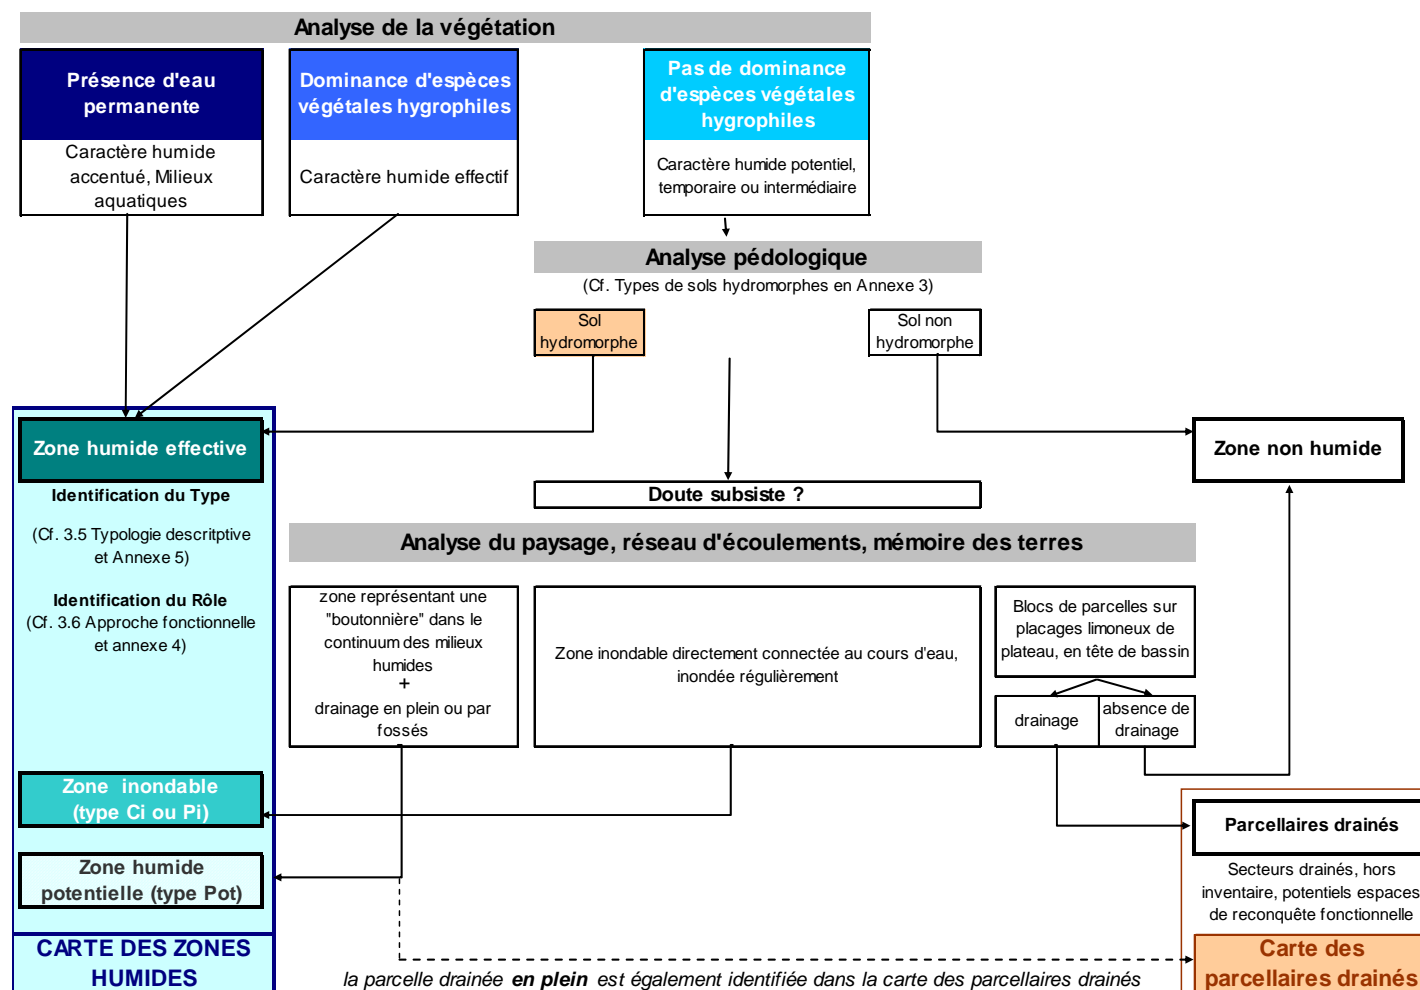 Analyse de la végétation
Présence d'eau
permanente
Caractère humide
accentué, Milieux
aquatiques
Dominance d'espèces
végétales hygrophiles
Caractère humide effectif
Pas de dominance
d'espèces végétales
hygrophiles
Caractère humide potentiel,
temporaire ou intermédiaire
Analyse pédologique
(Cf. Types de sols hydromorphes en Annexe 3)
Sol
hydromorphe
Sol non
hydromorphe
Zone humide effective
Zone non humide
Doute subsiste ?
Identification du Type
(Cf. 3.5 Typologie descritptive
et Annexe 5)
Identification du Rôle
(Cf. 3.6 Approche fonctionnelle
et annexe 4)
Analyse du paysage, réseau d'écoulements, mémoire des terres
zone représentant une
"boutonnière" dans le
continuum des milieux
humides
+
drainage en plein ou par
fossés
Zone inondable directement connectée au cours d'eau,
inondée régulièrement
Blocs de parcelles sur
placages limoneux de
plateau, en tête de bassin
drainage
absence de
drainage
Zone inondable
(type Ci ou Pi)
Zone humide
potentielle (type Pot)
Parcellaires drainés
Secteurs drainés, hors
inventaire, potentiels espaces
de reconquête fonctionnelle
CARTE DES ZONES
HUMIDES
la parcelle drainée en plein est également identifiée dans la carte des parcellaires drainés
Carte des
parcellaires drainés